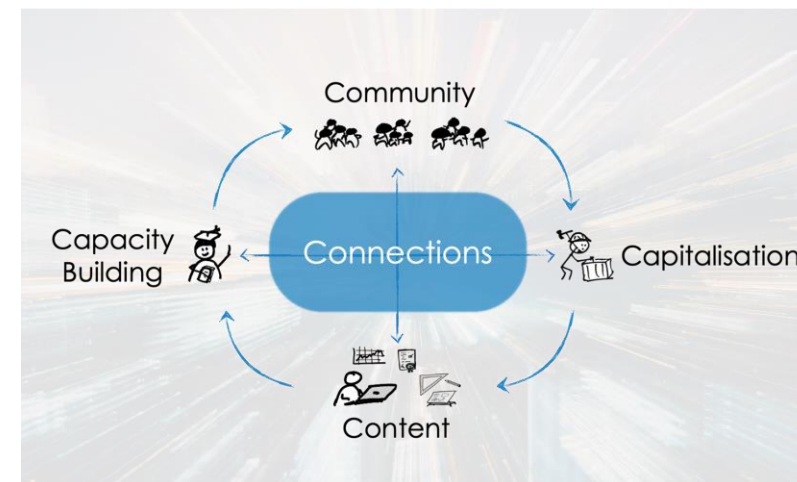 Community
Capacity
Building
Connections
Capitalisation
Content